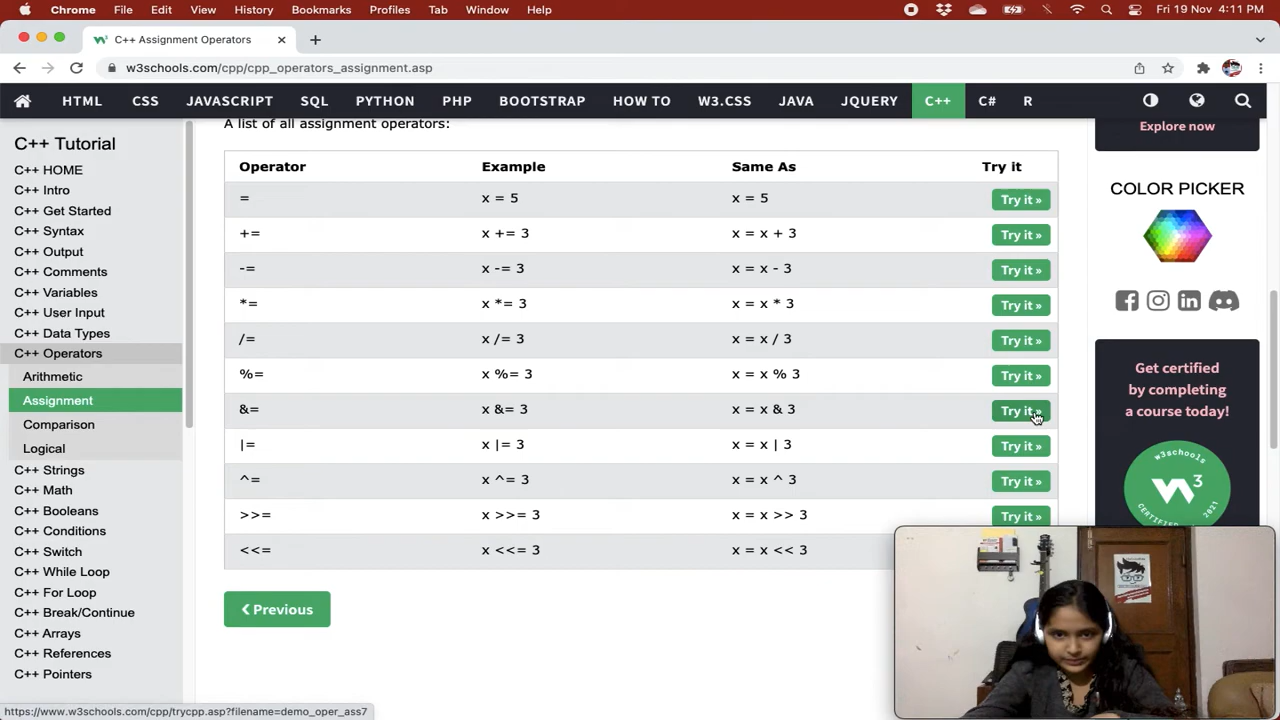 Chrome File Edit View History Bookmarks Profiles Tab Window Help Fri 19 Nov 4:11 PM
C++ Assignment Operators
w3schools.com/cpp/cpp_operators_assignment.asp
HTML CSS JAVASCRIPT SQL PYTHON PHP BOOTSTRAP HOW TO W3.CSS JAVA JQUERY C++ C# R
C++ Tutorial
C++ HOME
C++ Intro
C++ Get Started
C++ Syntax
C++ Output
C++ Comments
C++ Variables
C++ User Input
C++ Data Types
C++ Operators
Arithmetic
Assignment
Comparison
Logical
C++ Strings
C++ Math
C++ Booleans
C++ Conditions
C++ Switch
C++ While Loop
C++ For Loop
C++ Break/Continue
C++ Arrays
C++ References
C++ Pointers
A list of all assignment operators:
Operator Example Same As Try it
= x = 5 x = 5 Try it »
+= x += 3 x = x + 3 Try it »
-= x -= 3 x = x - 3 Try it »
*= x *= 3 x = x * 3 Try it »
/= x /= 3 x = x / 3 Try it »
%= x %= 3 x = x % 3 Try it »
&= x &= 3 x = x & 3 Try it »
|= x |= 3 x = x | 3 Try it »
^= x ^= 3 x = x ^ 3 Try it »
>>= x >>= 3 x = x >> 3 Try it »
<<= x <<= 3 x = x << 3
❮ Previous
Explore now
COLOR PICKER
Get certified
by completing
a course today!
w3schools
W3
CERTIFIED 2021
https://www.w3schools.com/cpp/trycpp.asp?filename=demo_oper_ass7